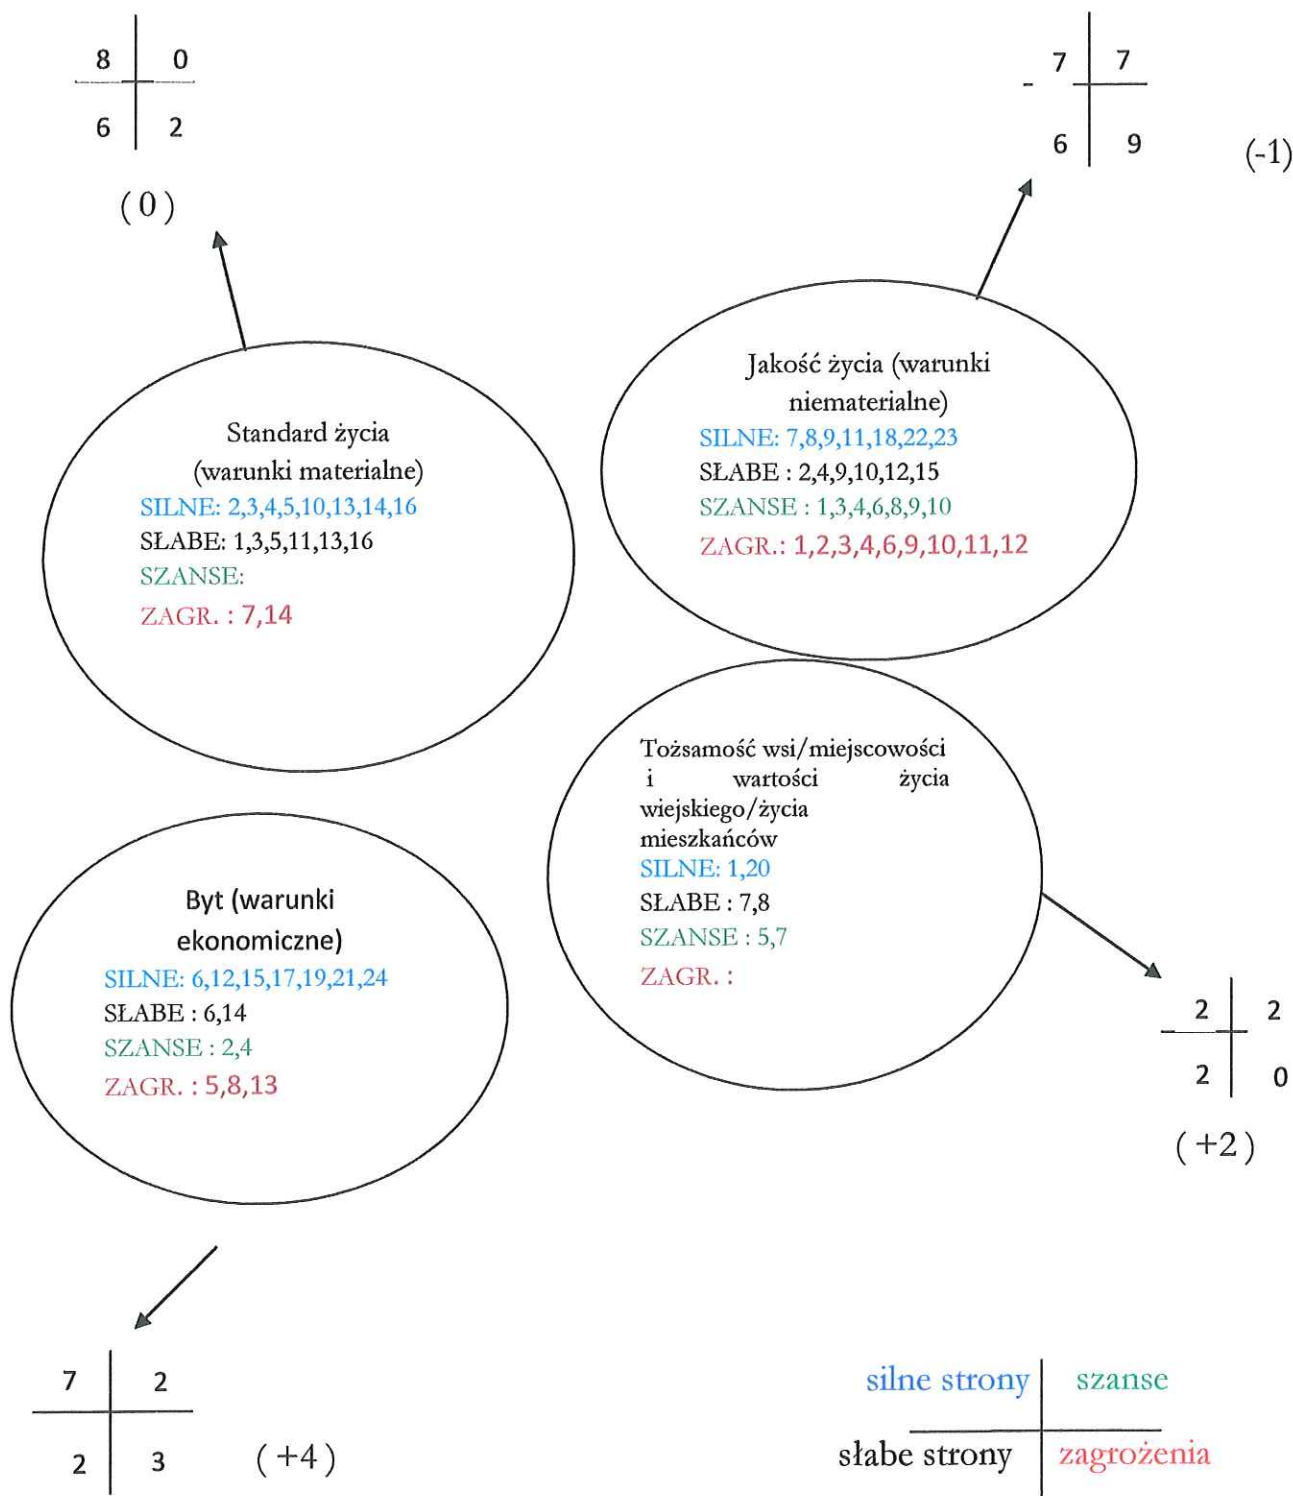 8 0
6 2
( 0 )
7 7
6 9
(-1)
Standard życia
(warunki materialne)
SILNE: 2,3,4,5,10,13,14,16
SŁABE: 1,3,5,11,13,16
SZANSE:
ZAGR. : 7,14
Jakość życia (warunki
niematerialne)
SILNE: 7,8,9,11,18,22,23
SŁABE : 2,4,9,10,12,15
SZANSE : 1,3,4,6,8,9,10
ZAGR.: 1,2,3,4,6,9,10,11,12
Byt (warunki
ekonomiczne)
SILNE: 6,12,15,17,19,21,24
SŁABE : 6,14
SZANSE : 2,4
ZAGR. : 5,8,13
Tożsamość wsi/miejscowości
i wartości życia
wiejskiego/życia
mieszkańców
SILNE: 1,20
SŁABE : 7,8
SZANSE : 5,7
ZAGR. :
2 2
2 0
( +2 )
7 2
2 3
( +4 )
silne strony szanse
słabe strony zagrożenia